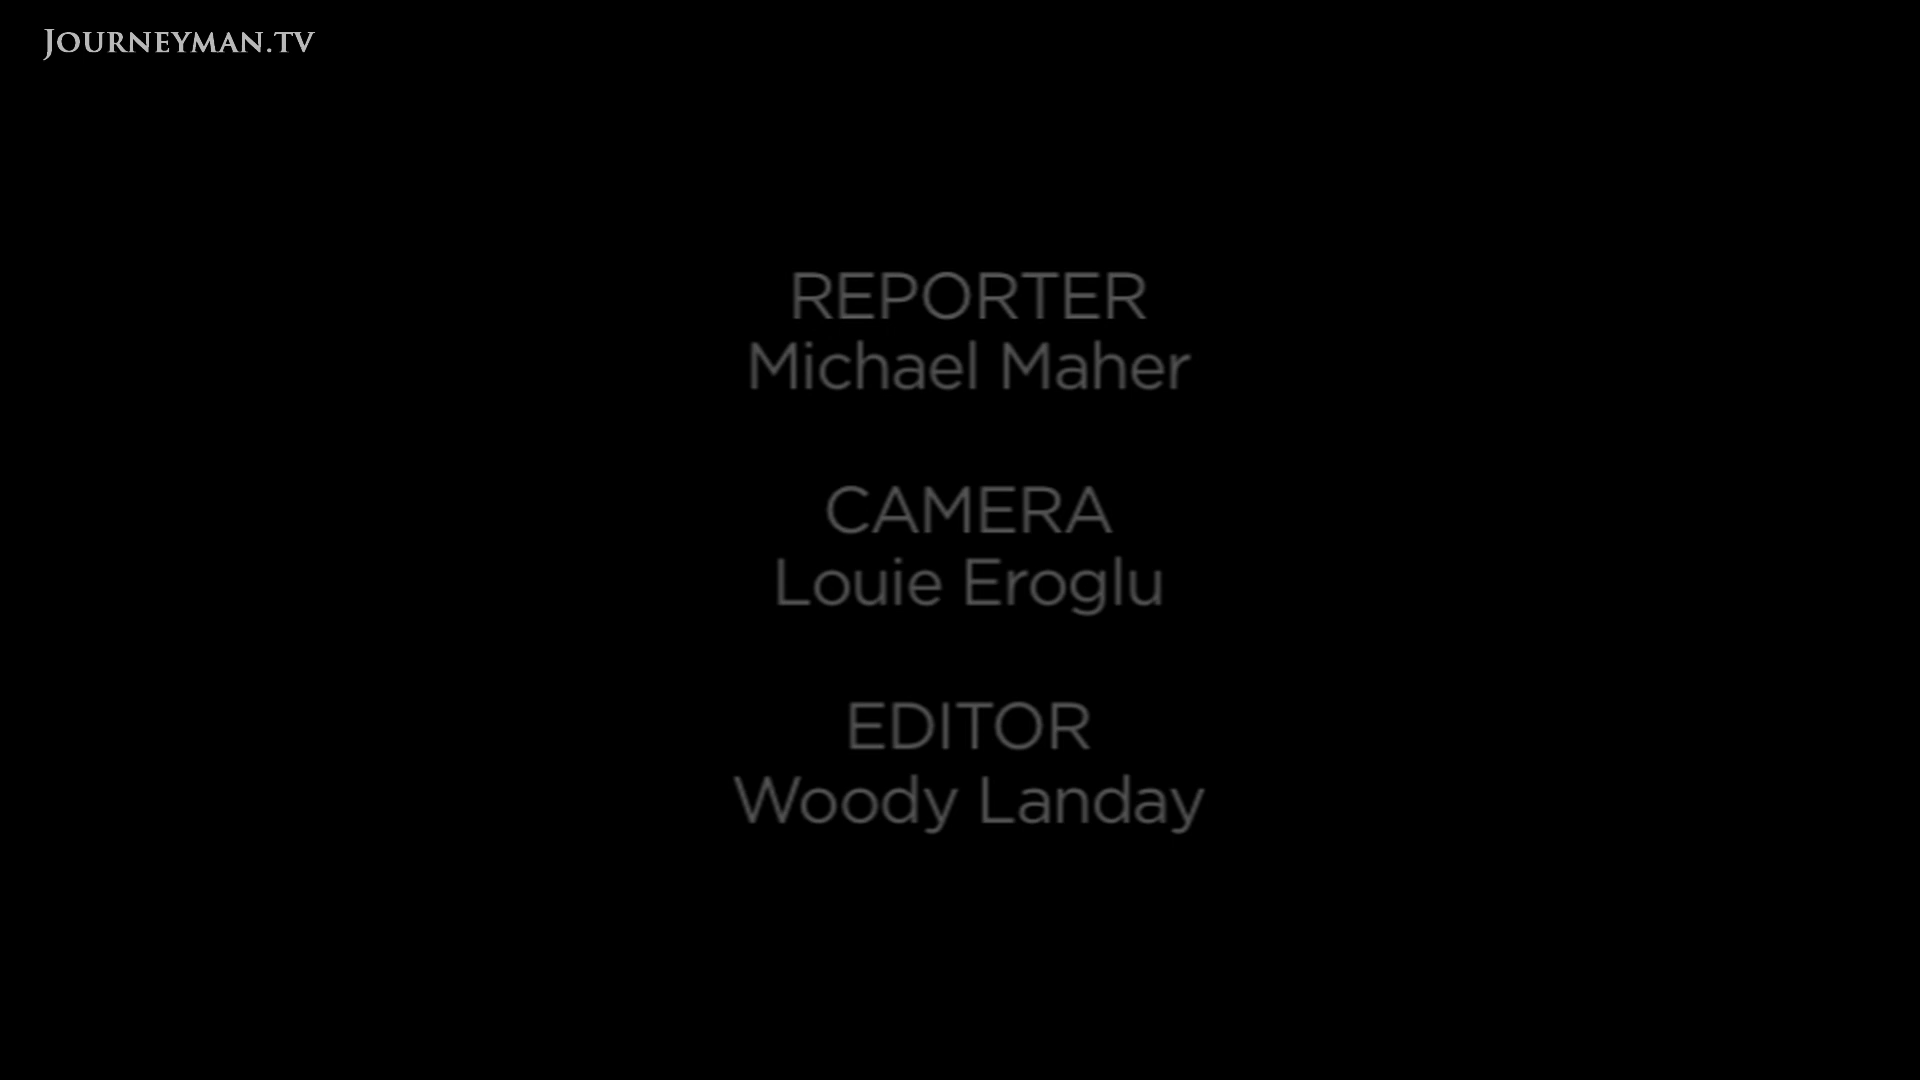 JOURNEYMAN.TV
REPORTER
Michael Maher
CAMERA
Louie Eroglu
EDITOR
Woody Landay